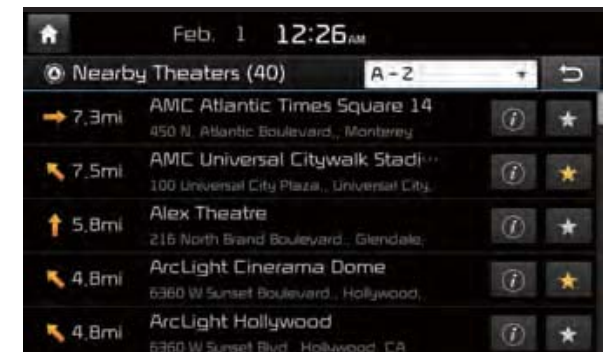 Feb. 1 12:26 AM
Nearby Theaters (40) A-Z
7.3mi AMC Atlantic Times Square 14
450 N. Atlantic Boulevard,, Monterey
7.5mi AMC Universal Citywalk Stadi...
100 Universal City Plaza., Universal City,
5.8mi Alex Theatre
216 North Brand Boulevard., Glendale,
4.8mi ArcLight Cinerama Dome
6360 W Sunset Boulevard., Hollywood,
4.8mi ArcLight Hollywood
6360 W Sunset Blvd., Hollywood, CA